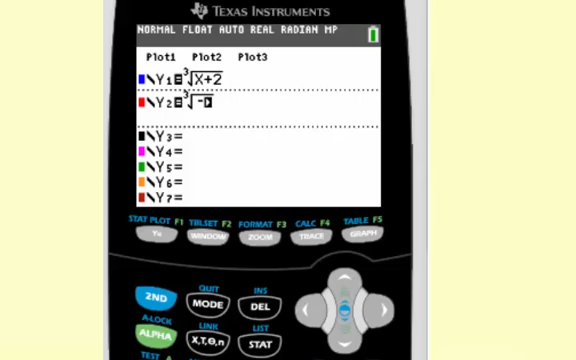 TEXAS INSTRUMENTS
NORMAL FLOAT AUTO REAL RADIAN MP
Plot1 Plot2 Plot3
\Y₁=³√X+2
\Y₂=³√-
\Y₃=
\Y₄=
\Y₅=
\Y₆=
\Y₇=
STAT PLOT F1 TBLSET F2 FORMAT F3 CALC F4 TABLE F5
Y= WINDOW ZOOM TRACE GRAPH
QUIT INS
2ND MODE DEL
A-LOCK LINK LIST
ALPHA X,T,θ,n STAT
TEST A